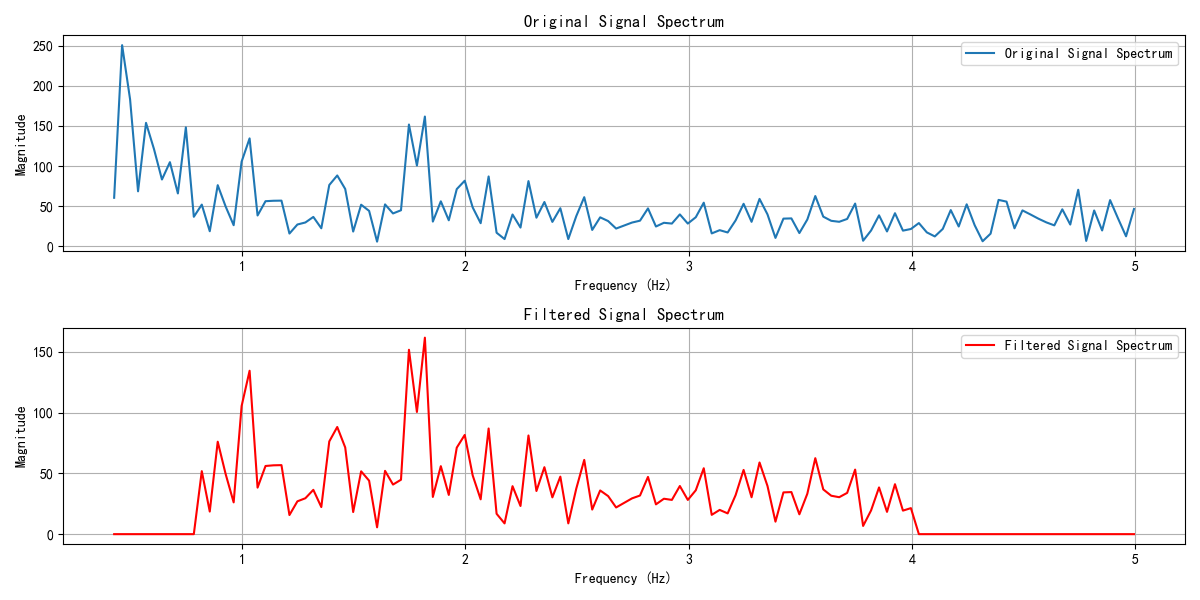 Original Signal Spectrum
Original Signal Spectrum
Magnitude
250
200
150
100
50
0
1
2
3
4
5
Frequency (Hz)
Filtered Signal Spectrum
Filtered Signal Spectrum
Magnitude
150
100
50
0
1
2
3
4
5
Frequency (Hz)